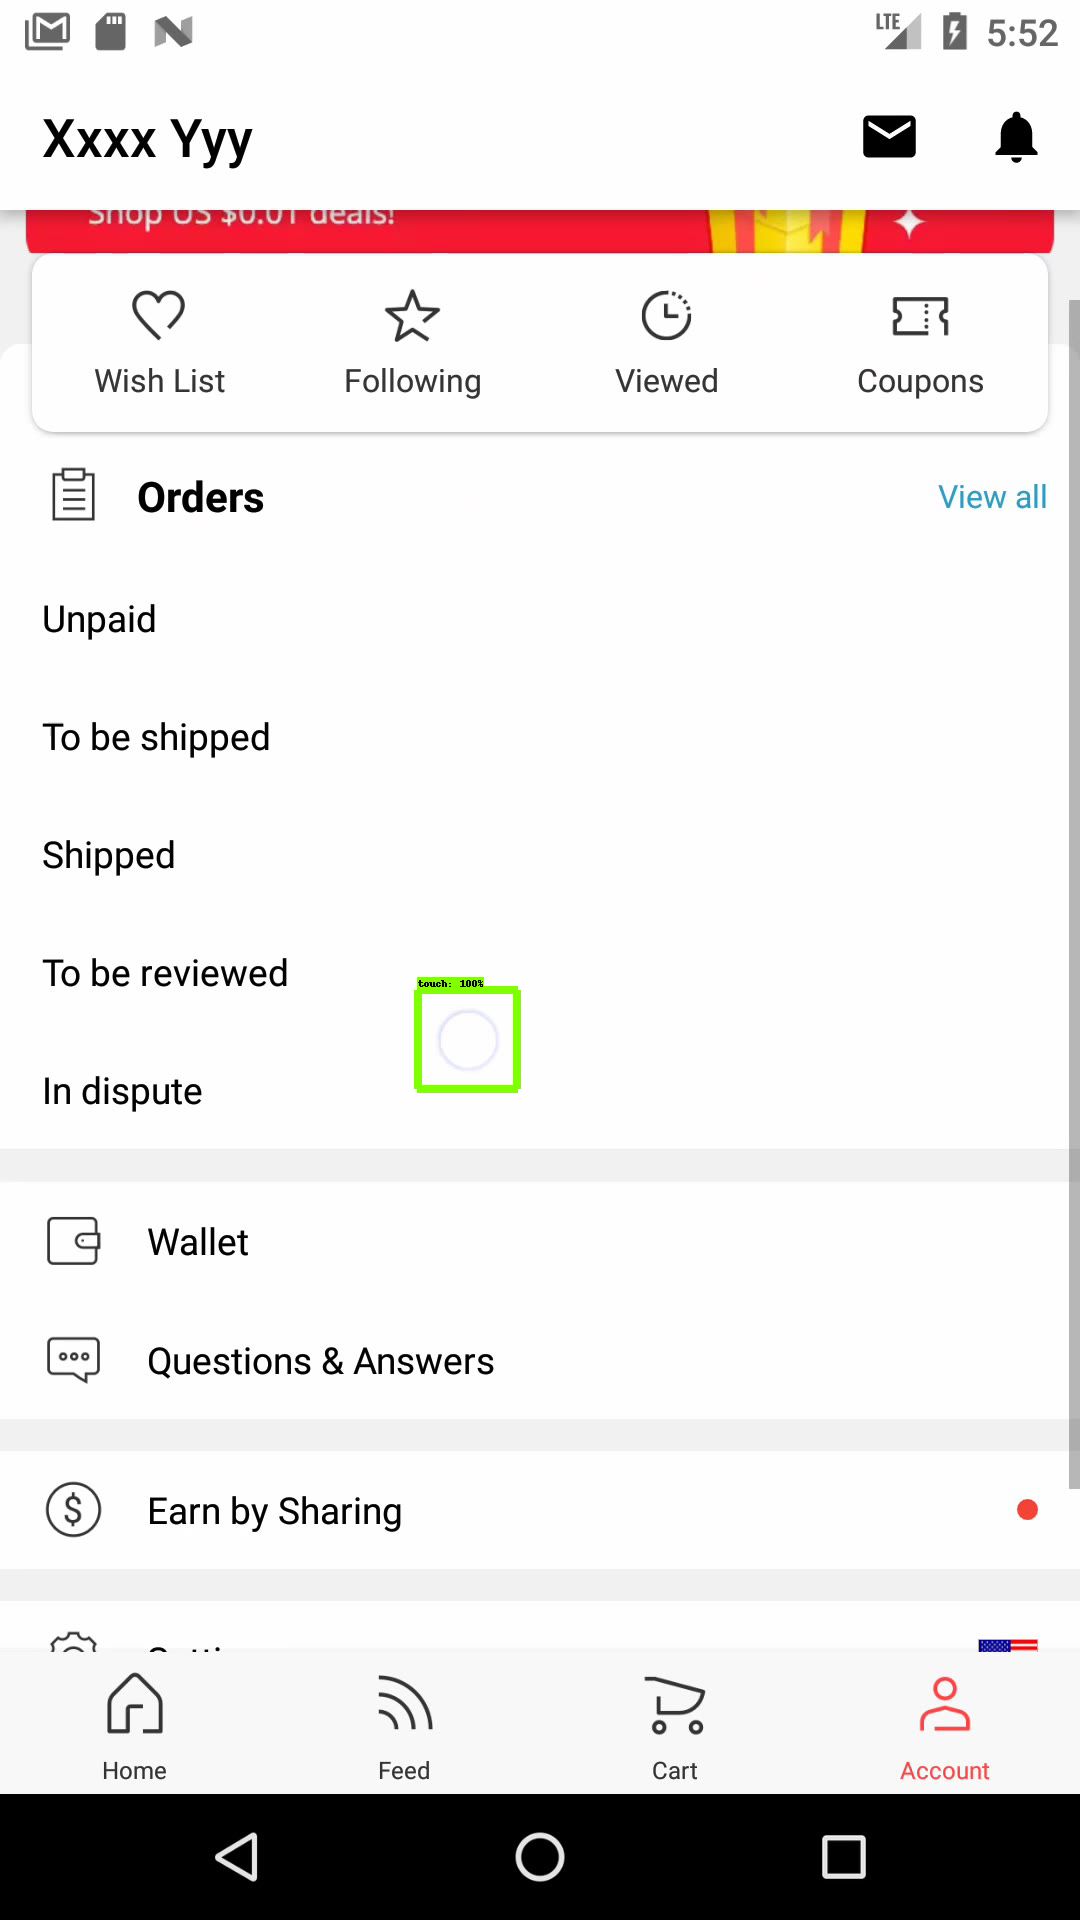 LTE 5:52
Xxxx Yyy
Shop US $0.01 deals!
Wish List Following Viewed Coupons
Orders View all
Unpaid
To be shipped
Shipped
To be reviewed
touch: 100%
In dispute
Wallet
Questions & Answers
$ Earn by Sharing
Home Feed Cart Account